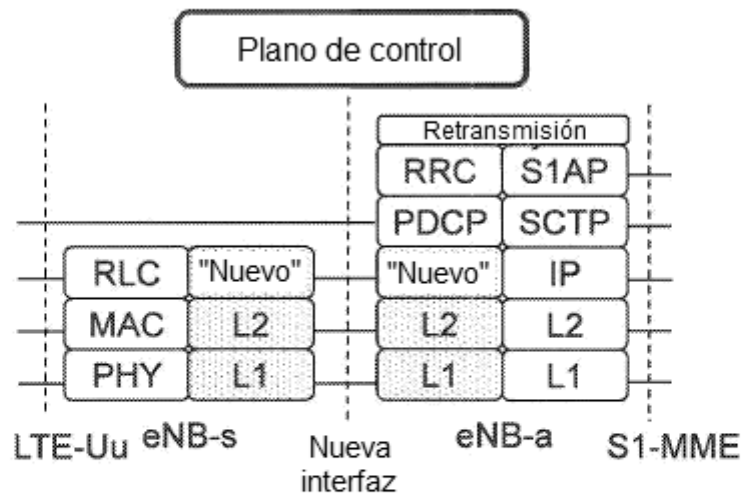 Plano de control
Retransmisión
RRC S1AP
PDCP SCTP
RLC "Nuevo" "Nuevo" IP
MAC L2 L2 L2
PHY L1 L1 L1
LTE-Uu eNB-s Nueva interfaz eNB-a S1-MME